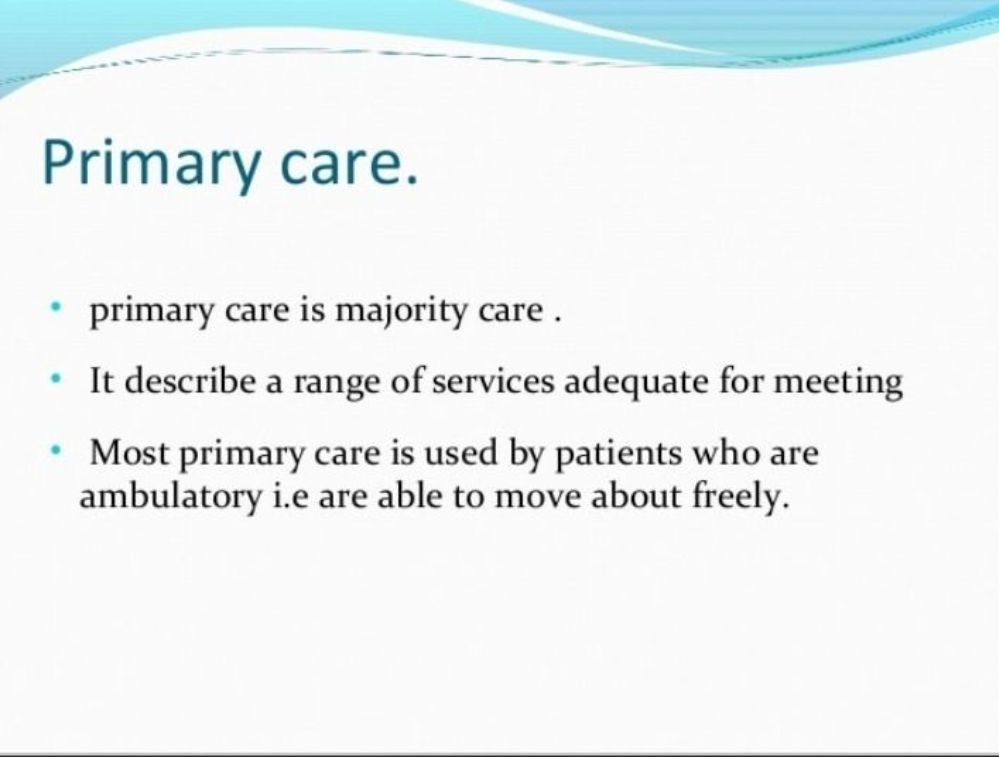 Primary care.
• primary care is majority care .
• It describe a range of services adequate for meeting
• Most primary care is used by patients who are
ambulatory i.e are able to move about freely.